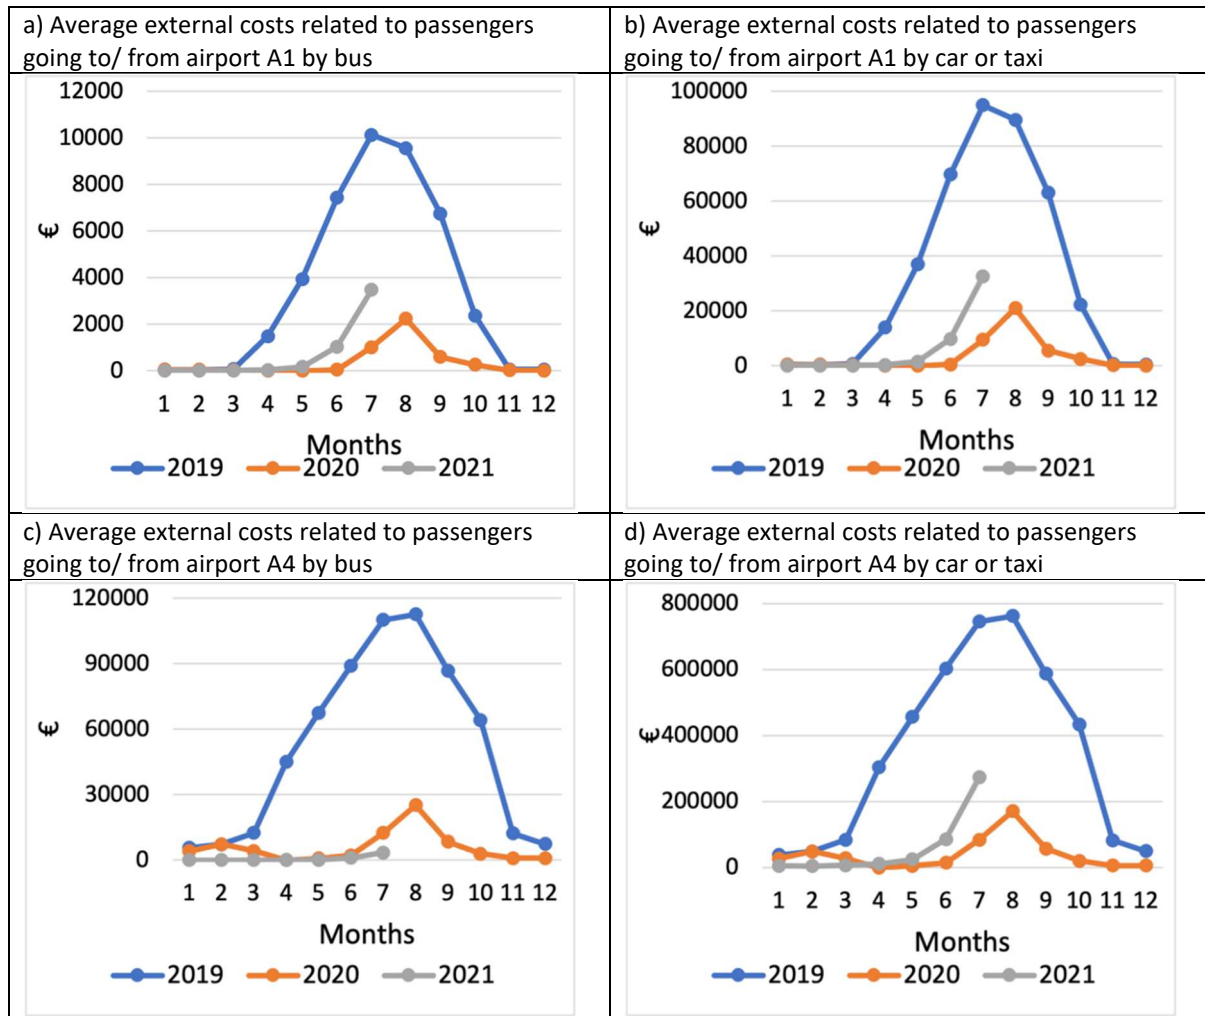 a) Average external costs related to passengers
going to/ from airport A1 by bus
b) Average external costs related to passengers
going to/ from airport A1 by car or taxi
12000
10000
8000
6000
4000
2000
0
€
1 2 3 4 5 6 7 8 9 10 11 12
Months
2019 2020 2021
100000
80000
60000
40000
20000
0
€
1 2 3 4 5 6 7 8 9 10 11 12
Months
2019 2020 2021
c) Average external costs related to passengers
going to/ from airport A4 by bus
d) Average external costs related to passengers
going to/ from airport A4 by car or taxi
120000
90000
60000
30000
0
€
1 2 3 4 5 6 7 8 9 10 11 12
Months
2019 2020 2021
800000
600000
400000
200000
0
€
1 2 3 4 5 6 7 8 9 10 11 12
Months
2019 2020 2021